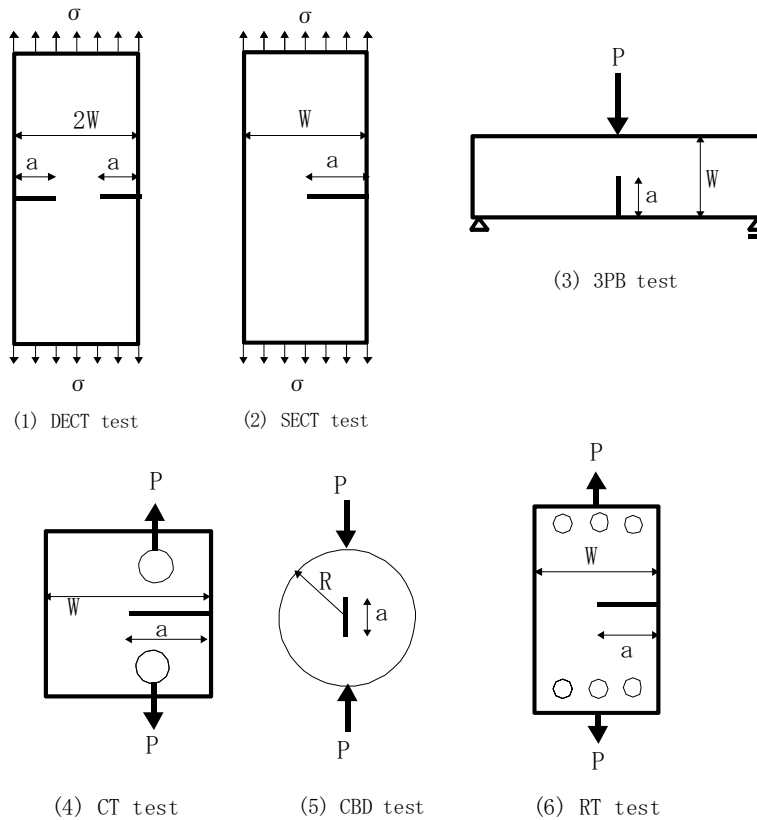 σ
2W
a
a
σ
(1) DECT test
σ
W
a
σ
(2) SECT test
P
W
a
(3) 3PB test
P
W
a
P
(4) CT test
P
R
a
P
(5) CBD test
P
W
a
P
(6) RT test